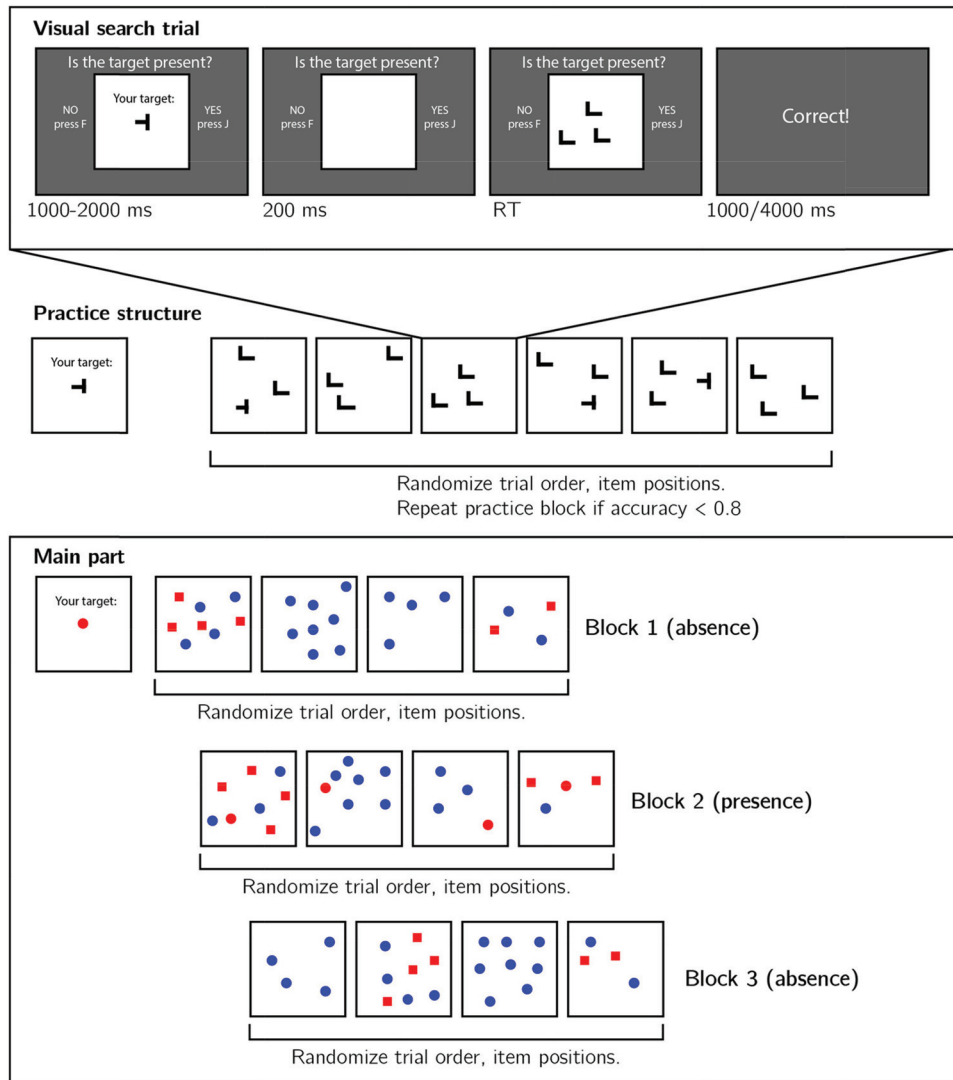 Visual search trial
Is the target present?
NO
press F
Your target:
YES
press J
1000-2000 ms
Is the target present?
NO
press F
YES
press J
200 ms
Is the target present?
NO
press F
YES
press J
RT
Correct!
1000/4000 ms
Practice structure
Your target:
Randomize trial order, item positions.
Repeat practice block if accuracy < 0.8
Main part
Your target:
Block 1 (absence)
Randomize trial order, item positions.
Block 2 (presence)
Randomize trial order, item positions.
Block 3 (absence)
Randomize trial order, item positions.